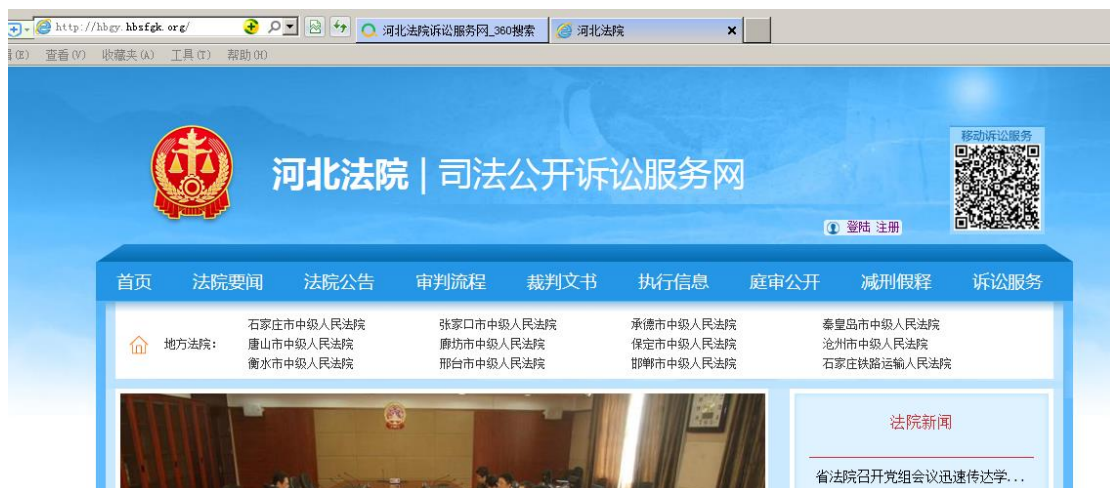 http://hbgy.hbsfgk.org/
河北法院诉讼服务网_360搜索
河北法院
(E) 查看(V) 收藏夹(A) 工具(T) 帮助(H)
移动诉讼服务
河北法院 | 司法公开诉讼服务网
登陆 注册
首页 法院要闻 法院公告 审判流程 裁判文书 执行信息 庭审公开 减刑假释 诉讼服务
石家庄市中级人民法院 张家口市中级人民法院 承德市中级人民法院 秦皇岛市中级人民法院
地方法院： 唐山市中级人民法院 廊坊市中级人民法院 保定市中级人民法院 沧州市中级人民法院
衡水市中级人民法院 邢台市中级人民法院 邯郸市中级人民法院 石家庄铁路运输人民法院
法院新闻
省法院召开党组会议迅速传达学...